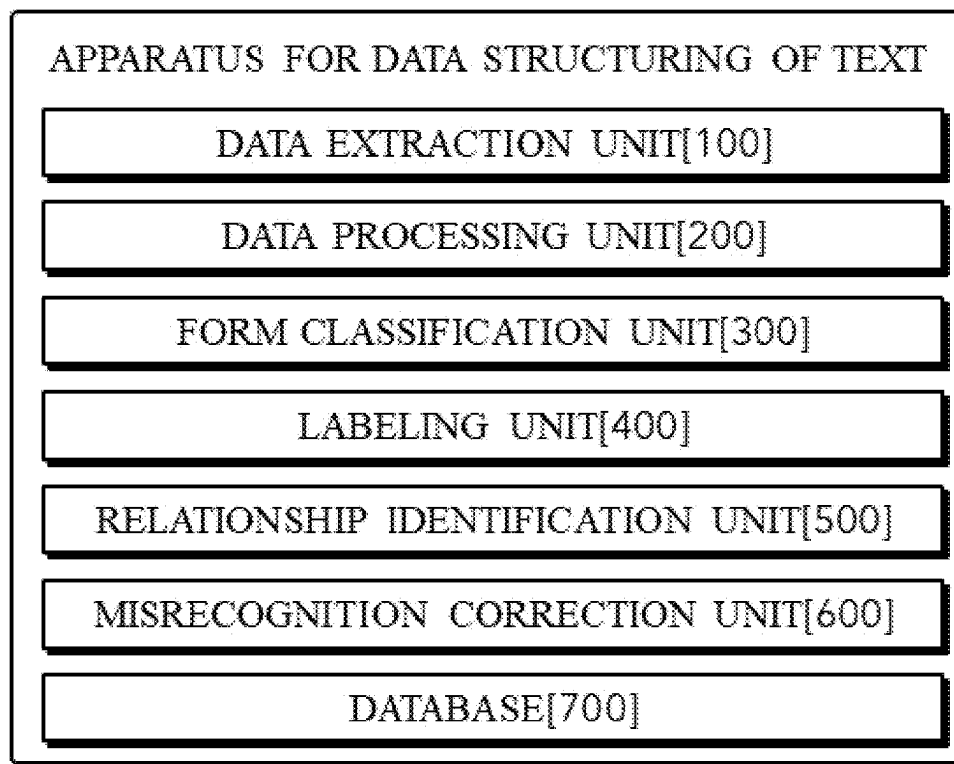 APPARATUS FOR DATA STRUCTURING OF TEXT
DATA EXTRACTION UNIT[100]
DATA PROCESSING UNIT[200]
FORM CLASSIFICATION UNIT[300]
LABELING UNIT[400]
RELATIONSHIP IDENTIFICATION UNIT[500]
MISRECOGNITION CORRECTION UNIT[600]
DATABASE[700]